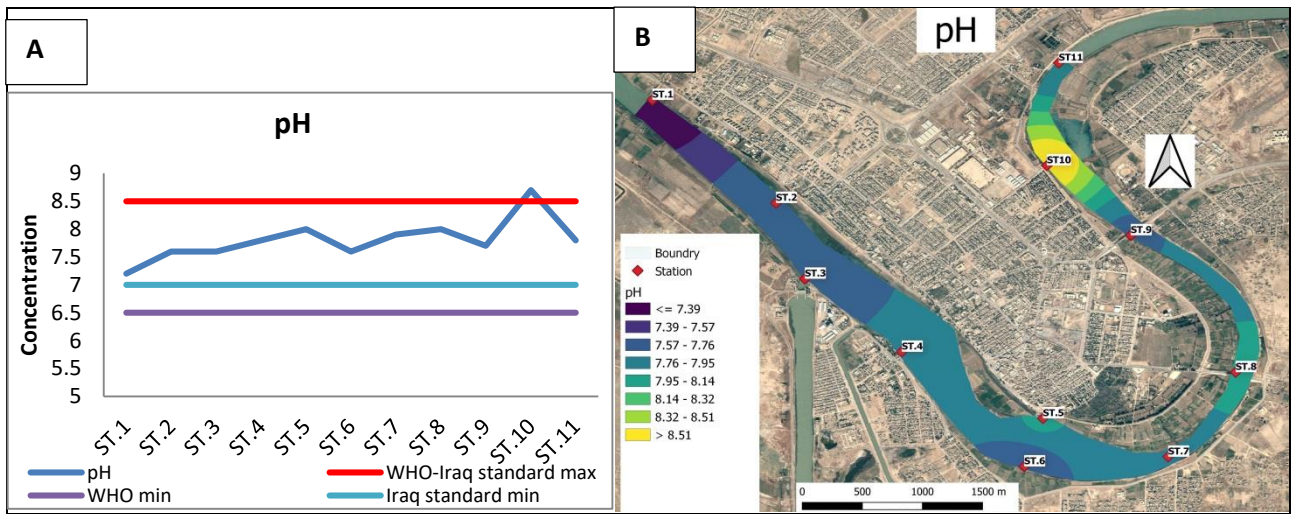 A
pH
Concentration
9
8.5
8
7.5
7
6.5
6
5.5
5
ST.1
ST.2
ST.3
ST.4
ST.5
ST.6
ST.7
ST.8
ST.9
ST.10
ST.11
pH
WHO-Iraq standard max
WHO min
Iraq standard min
B
pH
ST11
ST.1
ST10
ST.2
ST.9
ST.3
ST.4
ST.8
ST.5
ST.7
ST.6
Boundry
Station
pH
<= 7.39
7.39 - 7.57
7.57 - 7.76
7.76 - 7.95
7.95 - 8.14
8.14 - 8.32
8.32 - 8.51
> 8.51
0 500 1000 1500 m